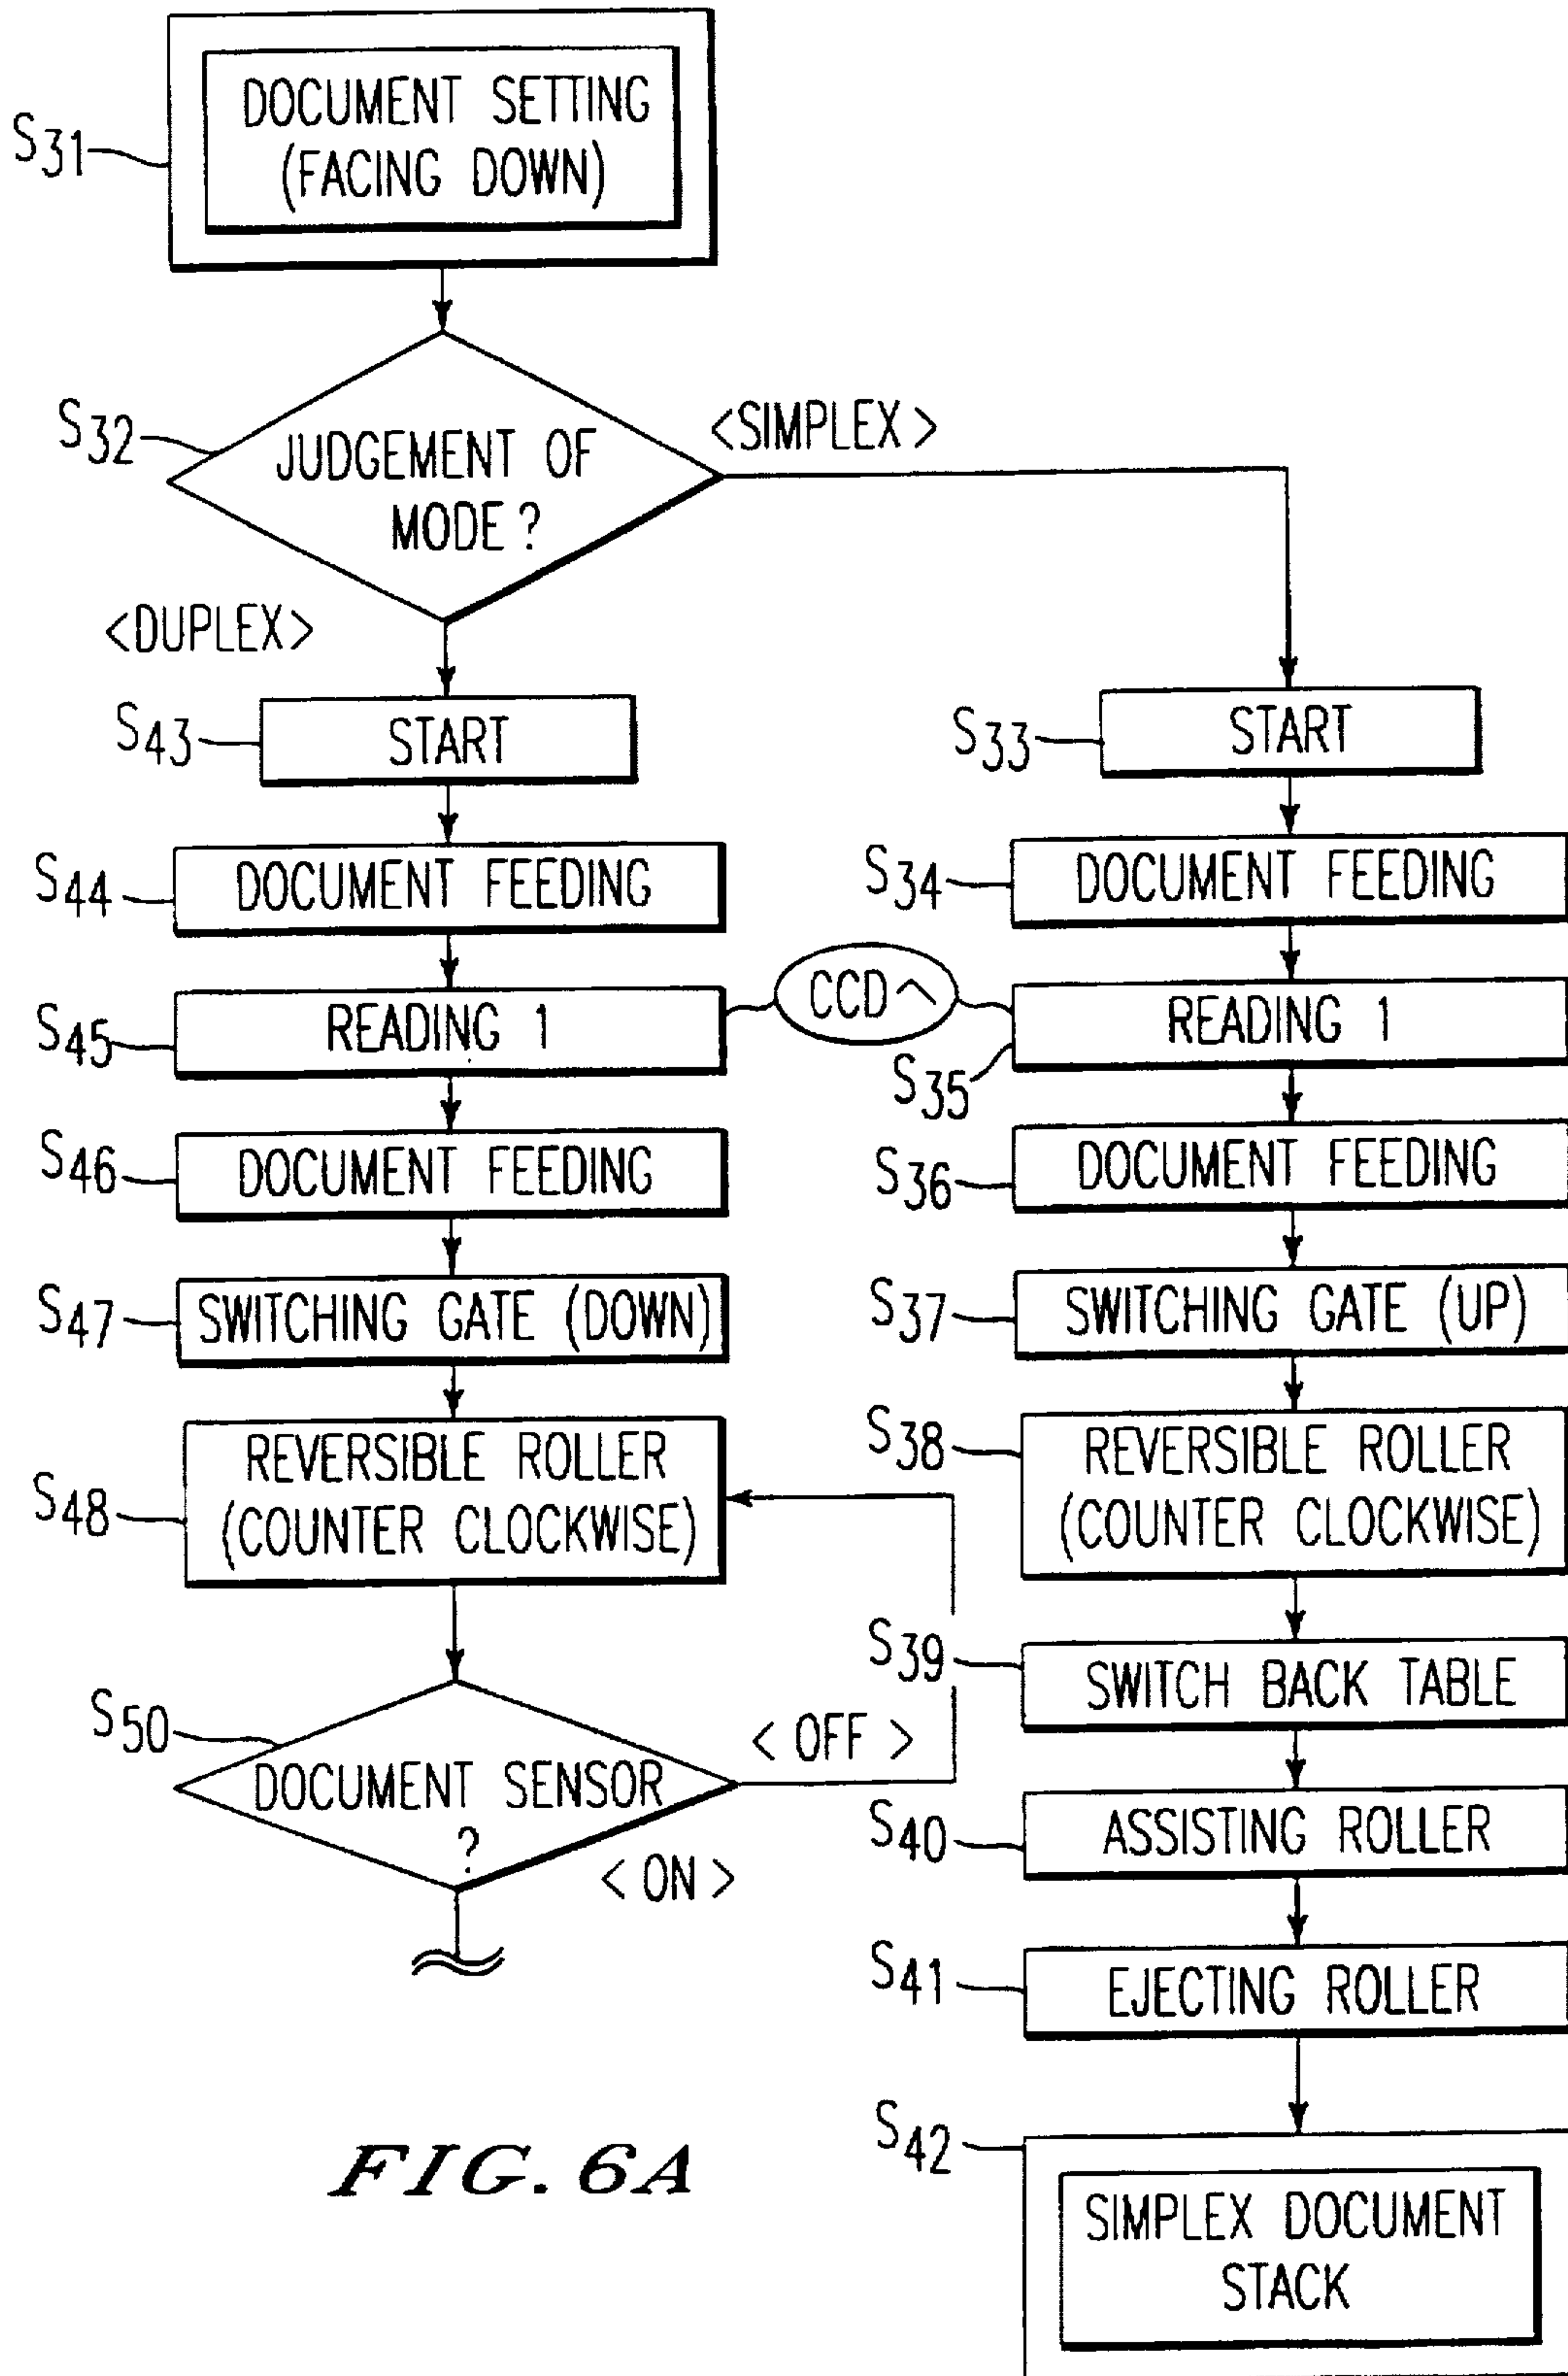 S31
DOCUMENT SETTING
(FACING DOWN)
S32
JUDGEMENT OF
MODE?
<SIMPLEX>
<DUPLEX>
S43
START
S44
DOCUMENT FEEDING
S45
READING 1
CCD ^
S46
DOCUMENT FEEDING
S47
SWITCHING GATE (DOWN)
S48
REVERSIBLE ROLLER
(COUNTER CLOCKWISE)
S50
DOCUMENT SENSOR
?
< OFF >
< ON >
S33
START
S34
DOCUMENT FEEDING
S35
READING 1
S36
DOCUMENT FEEDING
S37
SWITCHING GATE (UP)
S38
REVERSIBLE ROLLER
(COUNTER CLOCKWISE)
S39
SWITCH BACK TABLE
S40
ASSISTING ROLLER
S41
EJECTING ROLLER
S42
SIMPLEX DOCUMENT
STACK
FIG. 6A